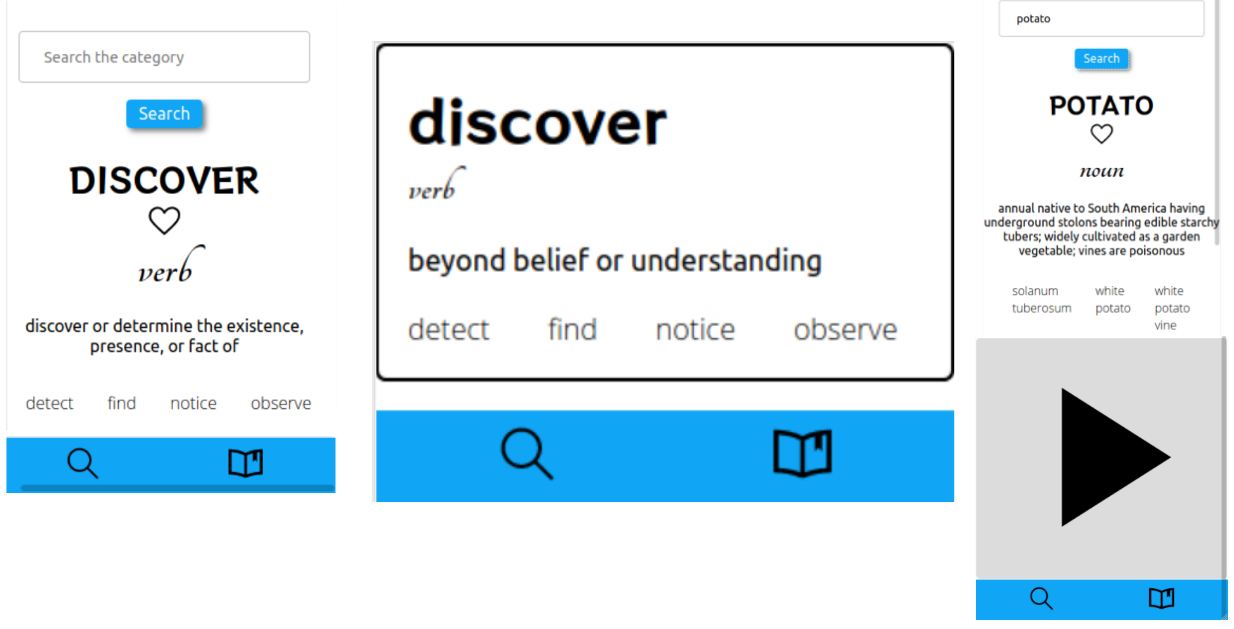 Search the category
Search
DISCOVER
verb
discover or determine the existence,
presence, or fact of
detect find notice observe
discover
verb
beyond belief or understanding
detect find notice observe
potato
Search
POTATO
noun
annual native to South America having
underground stolons bearing edible starchy
tubers; widely cultivated as a garden
vegetable; vines are poisonous
solanum white white
tuberosum potato potato
vine